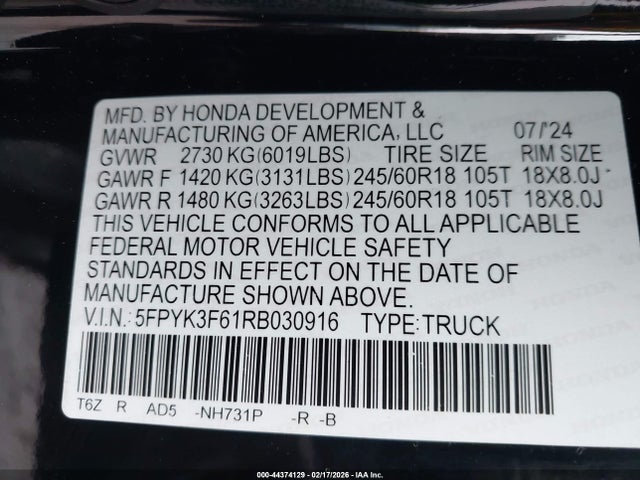 MFD. BY HONDA DEVELOPMENT &
MANUFACTURING OF AMERICA, LLC 07/'24
GVWR 2730 KG(6019LBS) TIRE SIZE RIM SIZE
GAWR F 1420 KG(3131LBS) 245/60R18 105T 18X8.0J
GAWR R 1480 KG(3263LBS) 245/60R18 105T 18X8.0J
THIS VEHICLE CONFORMS TO ALL APPLICABLE
FEDERAL MOTOR VEHICLE SAFETY
STANDARDS IN EFFECT ON THE DATE OF
MANUFACTURE SHOWN ABOVE.
V.I.N.: 5FPYK3F61RB030916 TYPE: TRUCK
T6Z R AD5 -NH731P -R -B
000-44374129 - 02/17/2026 - IAA Inc.